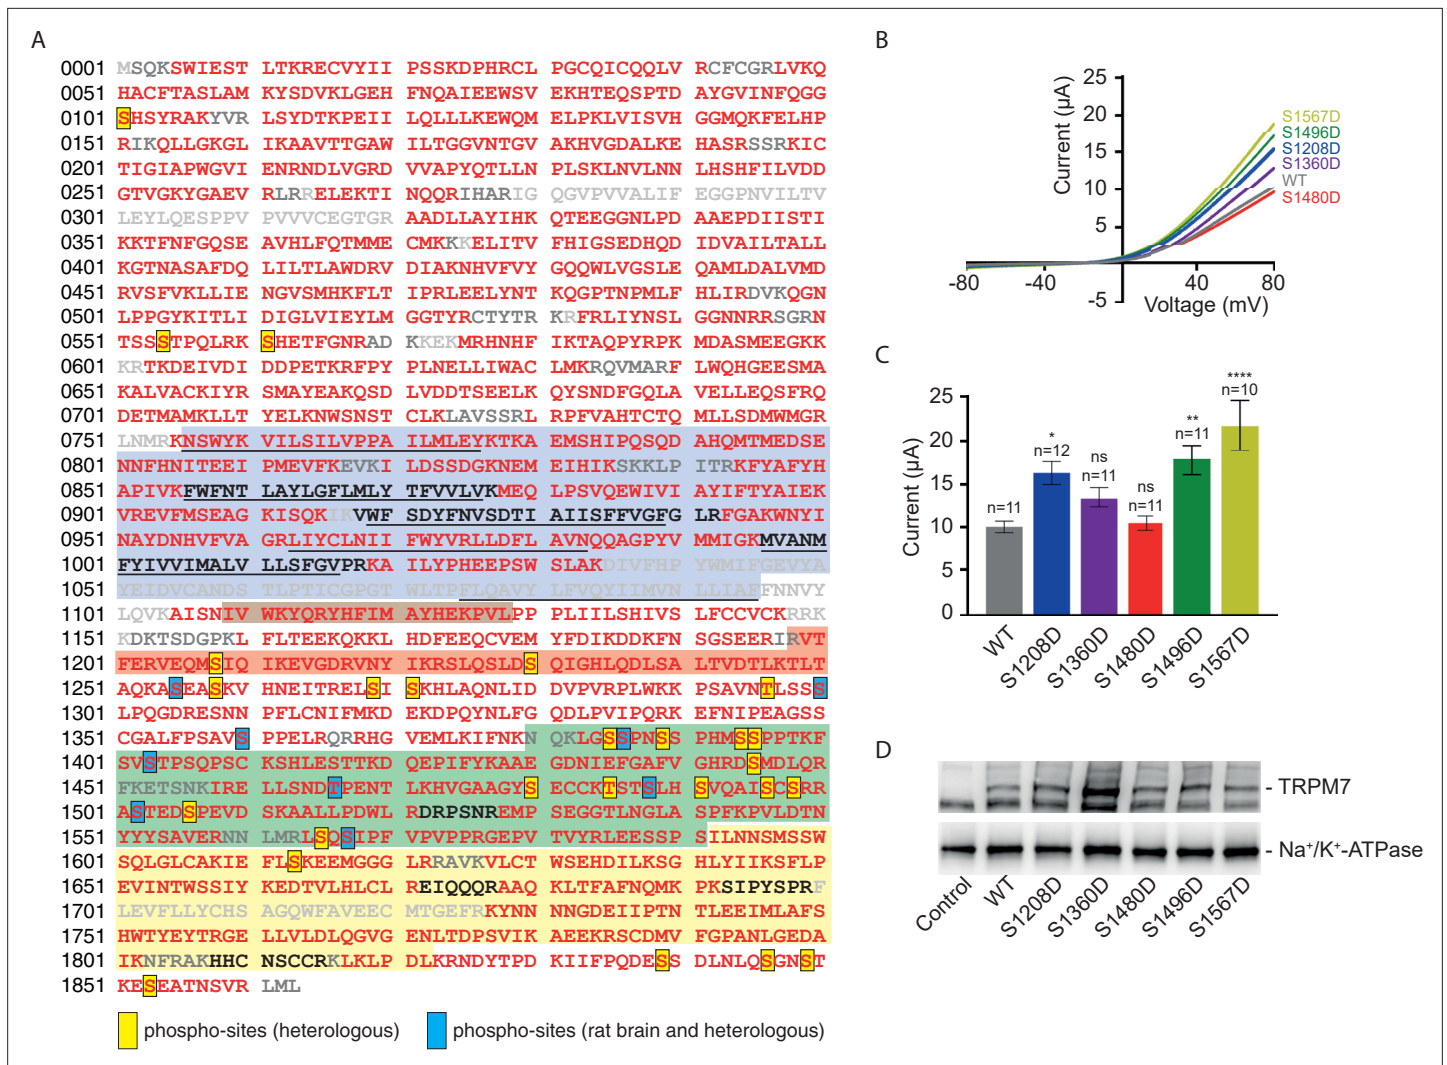 A
0001 MSQKSWIEST LTKRECVYII PSSKDPHRCL PGCQICQQLV RCFCGRLVKQ
0051 HACFTASLAM KYSDVKLGEH FNQAIEEWSV EKHTEQSPTD AYGVINFQGG
0101 SHSYRAKYVR LSYDTKPEII LQLLLKEWQM ELPKLVISVH GGMQKFELHP
0151 RIKQLLGKGL IKAAVTTGAW ILTGGVNTGV AKHVGDALKE HASRSSRKIC
0201 TIGIAPWGVI ENRNDLVGRD VVAPYQTLLN PLSKLNVLNN LHSHFILVDD
0251 GTVGKYGAEV RLRRELEKTI NQQRIHARIG QGVPVVALIF EGGPNVILTV
0301 LEYLQESPPV PVVVCEGTGR AADLLAYIHK QTEEGGNLPD AAEPDIISTI
0351 KKTFNFGQSE AVHLFQTMME CMKKKELITV FHIGSEDHQD IDVAILTALL
0401 KGTNASAFDQ LILTLAWDRV DIAKNHVFVY GQQWLVGSLE QAMLDALVMD
0451 RVSFVKLLIE NGVSMHKFLT IPRLEELYNT KQGPTNPMLF HLIRDVKQGN
0501 LPPGYKITLI DIGLVIEYLM GGTYRCTYTR KRFRLIYNSL GGNNRRSGRN
0551 TSSSTPQLRK SHETFGNRAD KKEKMRHNHF IKTAQPYRPK MDASMEEGKK
0601 KRTKDEIVDI DDPETKRFPY PLNELLIWAC LMKRQVMARF LWQHGEESMA
0651 KALVACKIYR SMAYEAKQSD LVDDTSEELK QYSNDFGQLA VELLEQSFRQ
0701 DETMAMKLLT YELKNWSNST CLKLAVSSRL RPFVAHTCTQ MLLSDMWMGR
0751 LNMRKNSWYK VILSILVPPA ILMLEYKTKA EMSHIPQSQD AHQMTMEDSE
0801 NNFHNITEEI PMEVFKEVKI LDSSDGKNEM EIHIKSKKLP ITRKFYAFYH
0851 APIVKFWFNT LAYLGFLMLY TFVVLVKMEQ LPSVQEWIVI AYIFTYAIEK
0901 VREVFMSEAG KISQKIKVWF SDYFNVSDTI AIISFFVGFG LRFGAKWNYI
0951 NAYDNHVFVA GRLIYCLNII FWYVRLLDFL AVNQQAGPYV MMIGKMVANM
1001 FYIVVIMALV LLSFGVPRKA ILYPHEEPSW SLAKDIVFHP YWMIFGEVYA
1051 YEIDVCANDS TLPTICGPGT WLTPFLQAVY LFVQYIIMVN LLIAFFNNVY
1101 LQVKAISNIV WKYQRYHFIM AYHEKPVLPP PLIILSHIVS LFCCVCKRRK
1151 KDKTSDGPKL FLTEEKQKKL HDFEEQCVEM YFDIKDDKFN SGSEERIRVT
1201 FERVEQMSIQ IKEVGDRVNY IKRSLQSLDS QIGHLQDLSA LTVDTLKTLT
1251 AQKASEASKV HNEITRELSI SKHLAQNLID DVPVRPLWKK PSAVNTLSSS
1301 LPQGDRESNN PFLCNIFMKD EKDPQYNLFG QDLPVIPQRK EFNIPEAGSS
1351 CGALFPSAVS PPELRQRRHG VEMLKIFNKN QKLGSSPNSS PHMSSPPTKF
1401 SVSTPSQPSC KSHLESTTKD QEPIFYKAAE GDNIEFGAFV GHRDSMDLQR
1451 FKETSNKIRE LLSNDTPENT LKHVGAAGYS ECCKTSTSLH SVQAISCSRR
1501 ASTEDSPEVD SKAALLPDWL RDRPSNREMP SEGGTLNGLA SPFKPVLDTN
1551 YYYSAVERNN LMRLSQSIPF VPVPPRGEPV TVYRLEESSP SILNNSMSSW
1601 SQLGLCAKIE FLSKEEMGGG LRRAVKVLCT WSEHDILKSG HLYIIKSFLP
1651 EVINTWSSIY KEDTVLHLCL REIQQQRAAQ KLTFAFNQMK PKSIPYSPRF
1701 LEVFLLYCHS AGQWFAVEEC MTGEFRKYNN NNGDEIIPTN TLEEIMLAFS
1751 HWTYEYTRGE LLVLDLQGVG ENLTDPSVIK AEEKRSCDMV FGPANLGEDA
1801 IKNFRAKHHC NSCCRKLKLP DLKRNDYTPD KIIFPQDESS DLNLQSGNST
1851 KESEATNSVR LML
phospho-sites (heterologous)
phospho-sites (rat brain and heterologous)
B
Current (µA)
25
20
15
10
5
-5
-80
-40
0
40
80
Voltage (mV)
S1567D
S1496D
S1208D
S1360D
WT
S1480D
C
Current (µA)
25
20
15
10
5
0
n=11
*
n=12
ns
n=11
ns
n=11
**
n=11
****
n=10
WT
S1208D
S1360D
S1480D
S1496D
S1567D
D
- TRPM7
- Na⁺/K⁺-ATPase
Control
WT
S1208D
S1360D
S1480D
S1496D
S1567D